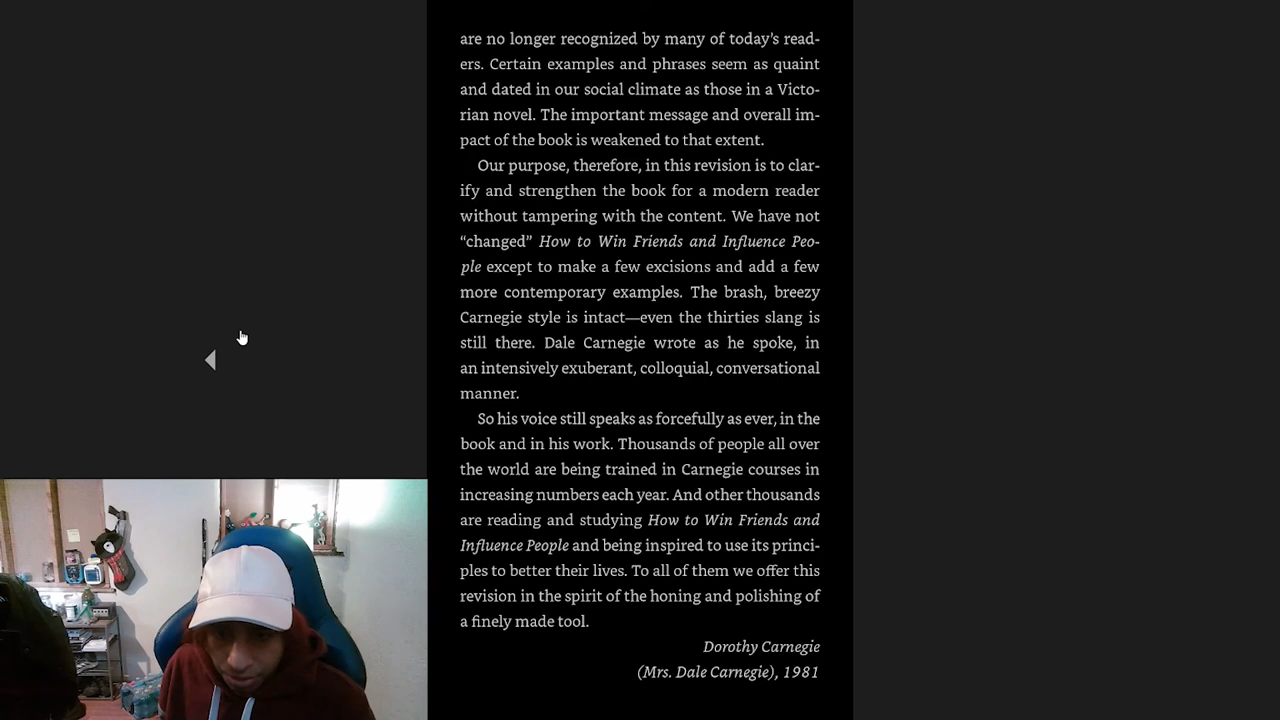 are no longer recognized by many of today's read-
ers. Certain examples and phrases seem as quaint
and dated in our social climate as those in a Victo-
rian novel. The important message and overall im-
pact of the book is weakened to that extent.
Our purpose, therefore, in this revision is to clar-
ify and strengthen the book for a modern reader
without tampering with the content. We have not
“changed” How to Win Friends and Influence Peo-
ple except to make a few excisions and add a few
more contemporary examples. The brash, breezy
Carnegie style is intact—even the thirties slang is
still there. Dale Carnegie wrote as he spoke, in
an intensively exuberant, colloquial, conversational
manner.
So his voice still speaks as forcefully as ever, in the
book and in his work. Thousands of people all over
the world are being trained in Carnegie courses in
increasing numbers each year. And other thousands
are reading and studying How to Win Friends and
Influence People and being inspired to use its princi-
ples to better their lives. To all of them we offer this
revision in the spirit of the honing and polishing of
a finely made tool.
Dorothy Carnegie
(Mrs. Dale Carnegie), 1981